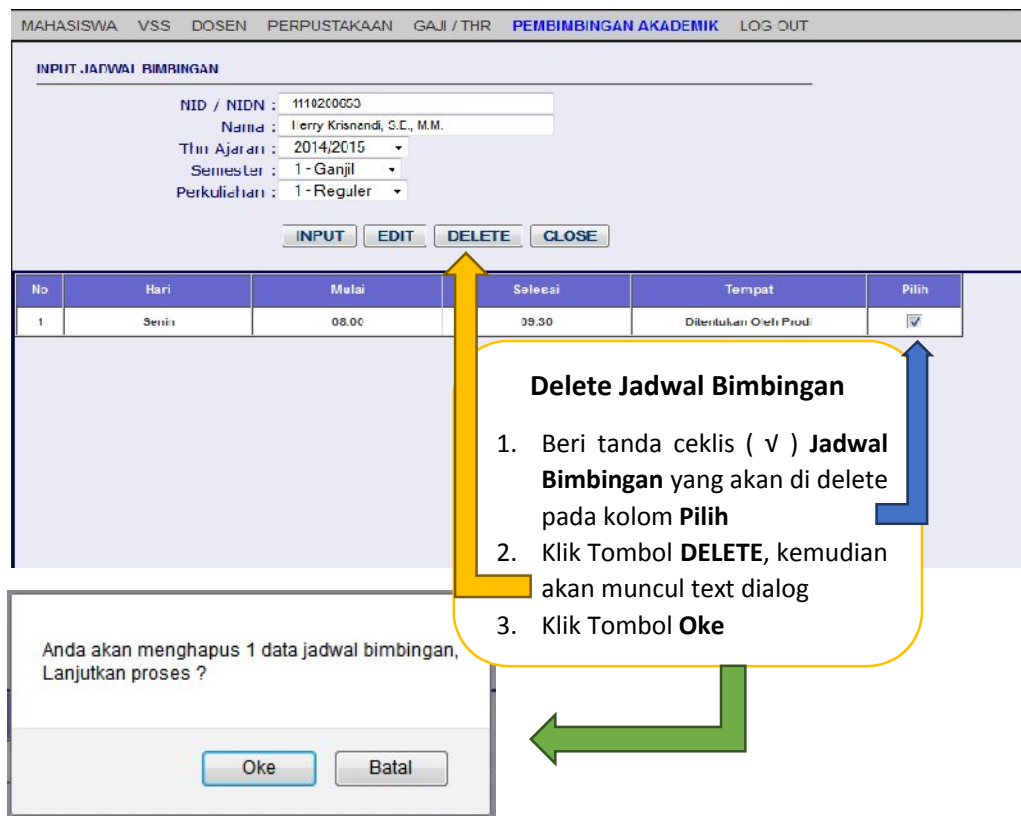 MAHASISWA VSS DOSEN PERPUSTAKAAN GAJI / THR PEMBIMBINGAN AKADEMIK LOG OUT
INPUT JADWAL BIMBINGAN
NID / NIDN :
Nama : Herry Krisnandi, S.E., M.M.
Thn Ajaran : 2014/2015
Semester : 1 - Ganjil
Perkuliahan : 1 - Reguler
INPUT EDIT DELETE CLOSE
No Hari Mulai Selesai Tempat Pilih
1 Senin 08.00 09.30 Ditentukan Oleh Prodi
Delete Jadwal Bimbingan
1. Beri tanda ceklis ( √ ) Jadwal
Bimbingan yang akan di delete
pada kolom Pilih
2. Klik Tombol DELETE, kemudian
akan muncul text dialog
3. Klik Tombol Oke
Anda akan menghapus 1 data jadwal bimbingan,
Lanjutkan proses ?
Oke Batal